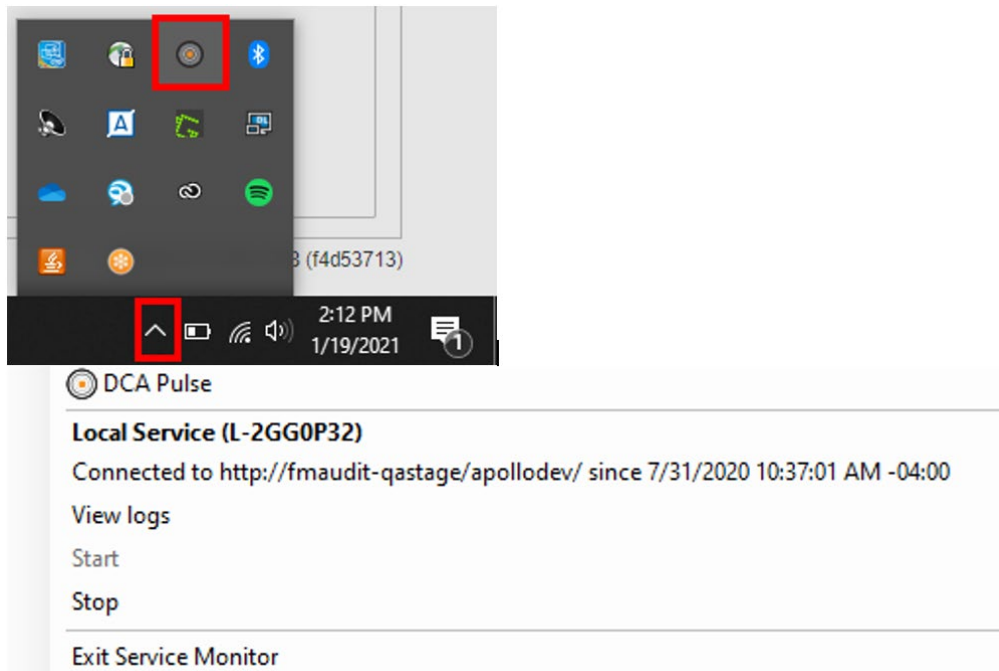 3 (f4d53713)
2:12 PM
1/19/2021
1
DCA Pulse
Local Service (L-2GG0P32)
Connected to http://fmaudit-qastage/apollodev/ since 7/31/2020 10:37:01 AM -04:00
View logs
Start
Stop
Exit Service Monitor